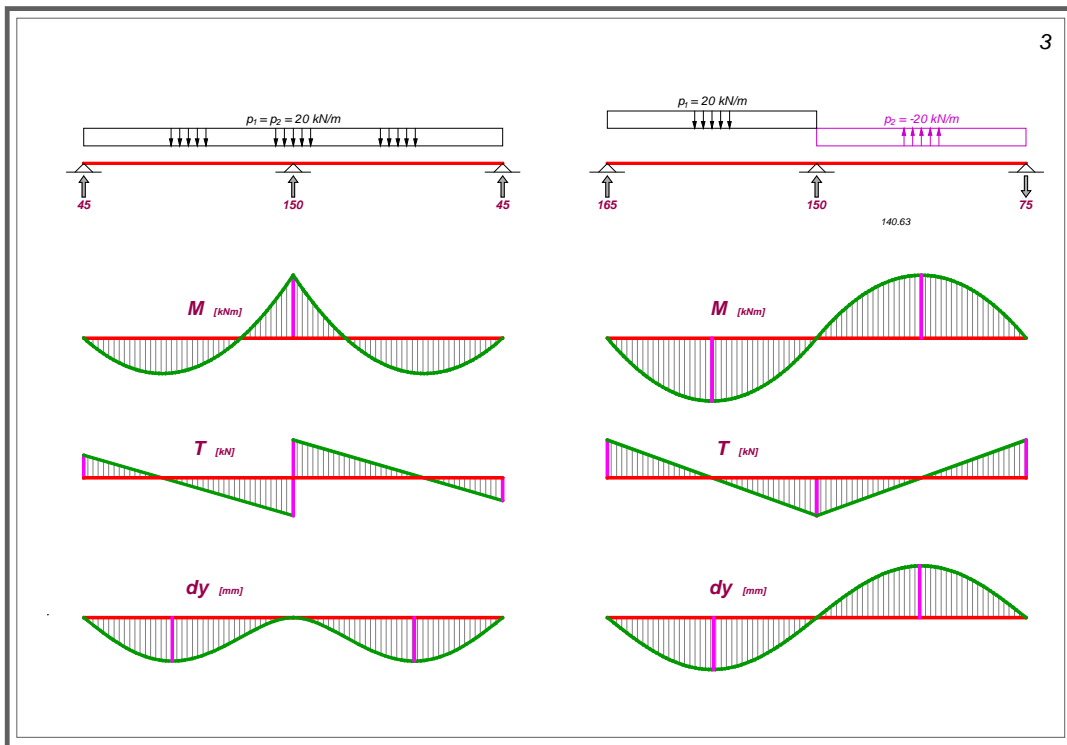 3
p₁ = p₂ = 20 kN/m
p₁ = 20 kN/m
p₂ = -20 kN/m
45 150 45
165 150 75
140.63
M [kNm]
M [kNm]
T [kN]
T [kN]
dy [mm]
dy [mm]